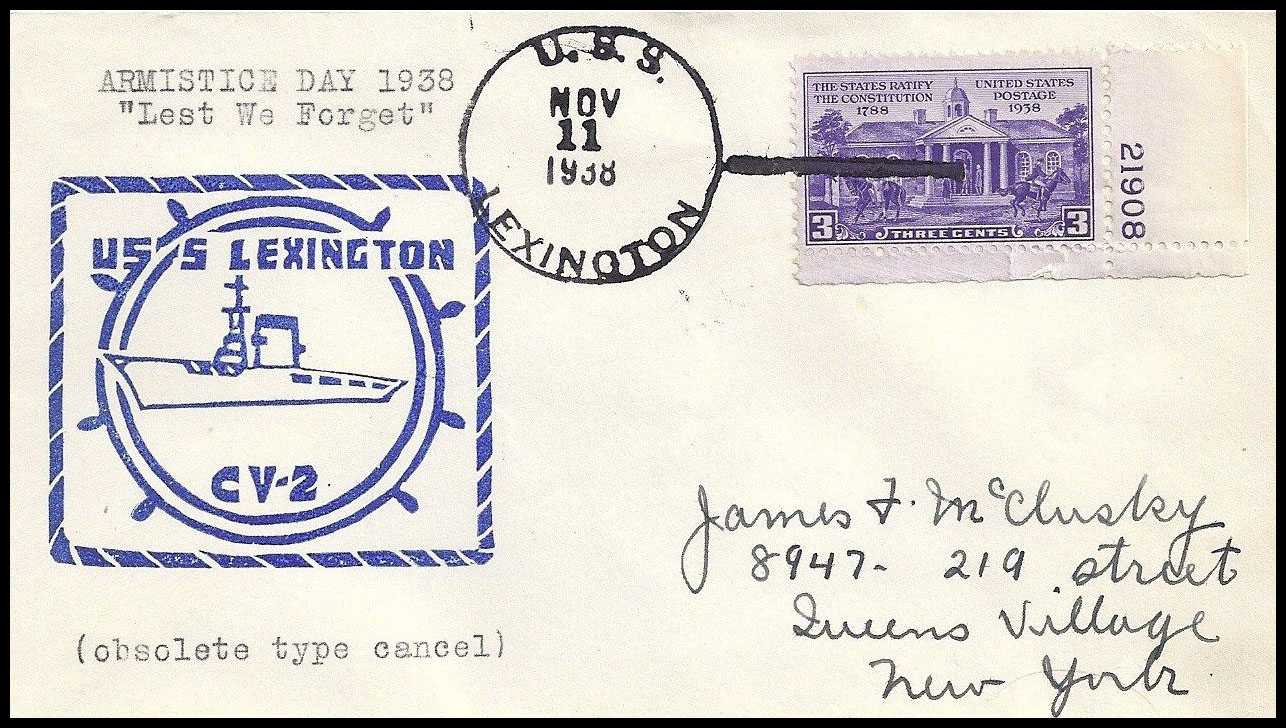 ARMISTICE DAY 1938
"Lest We Forget"
U.S.S.
NOV
11
1938
LEXINGTON
THE STATES RATIFY
THE CONSTITUTION
1788
UNITED STATES
POSTAGE
1938
3 THREE CENTS 3
21908
USS LEXINGTON
CV-2
James F. McClusky
8947- 219 street
Queens Village
New York
(obsolete type cancel)